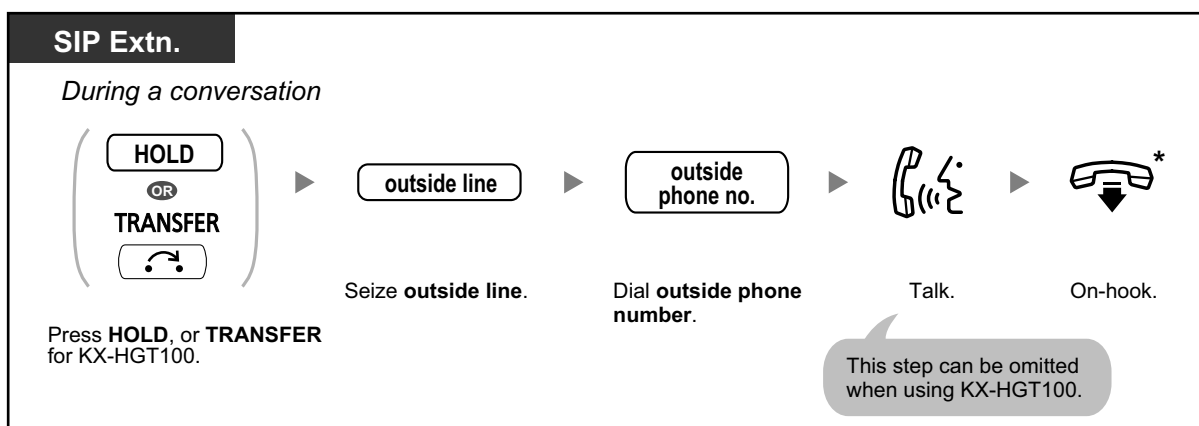 SIP Extn.
During a conversation
HOLD
OR
TRANSFER
Press HOLD, or TRANSFER
for KX-HGT100.
outside line
Seize outside line.
outside
phone no.
Dial outside phone
number.
Talk.
This step can be omitted
when using KX-HGT100.
*
On-hook.